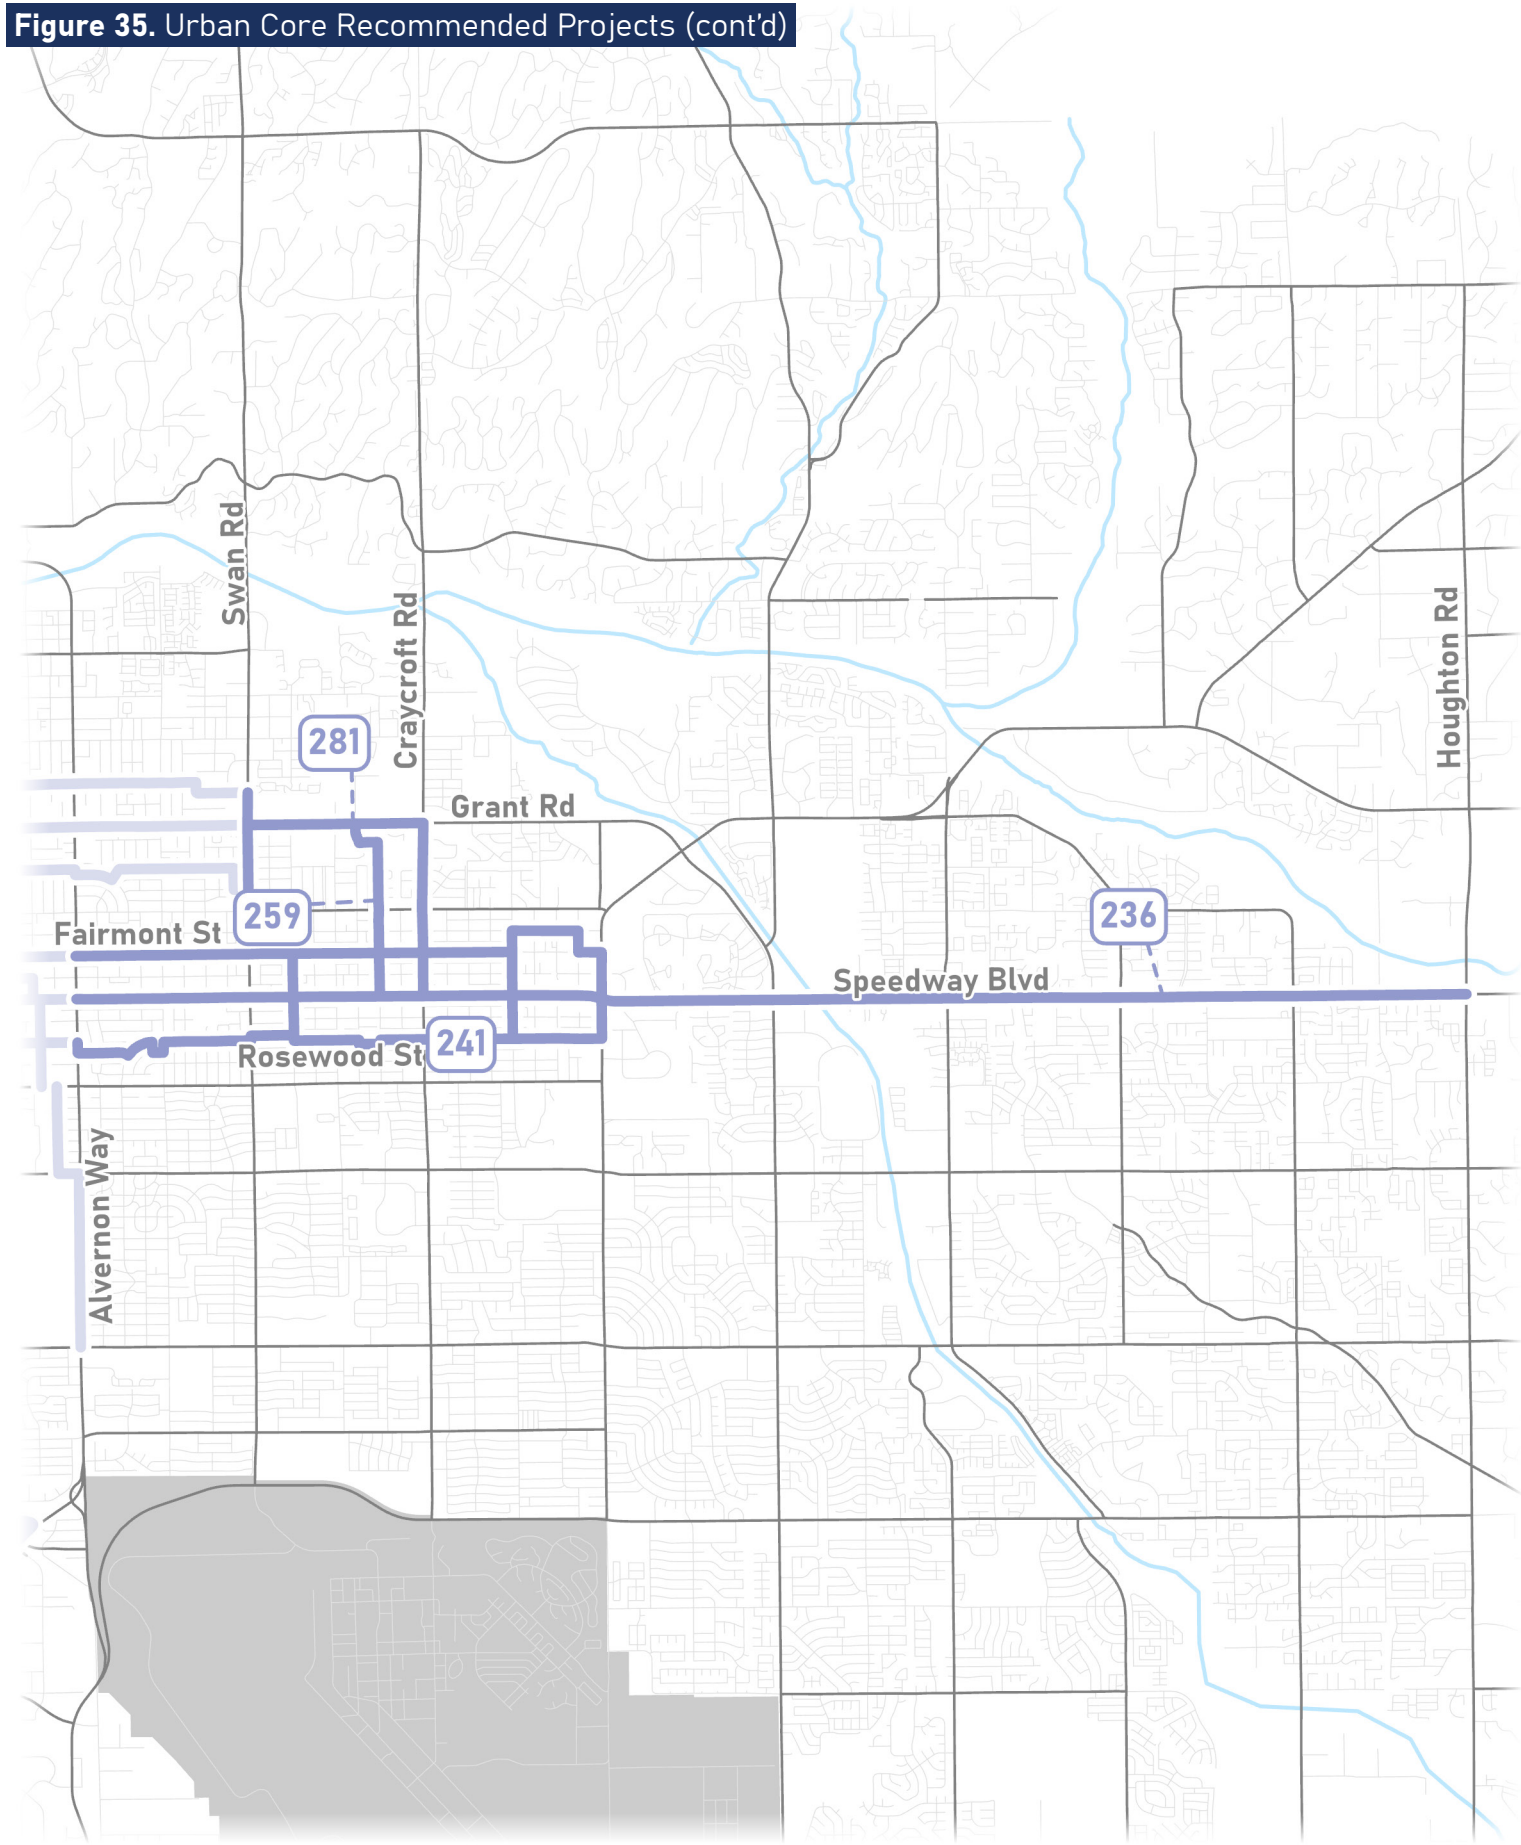 Figure 35. Urban Core Recommended Projects (cont'd)
Swan Rd
Craycroft Rd
Houghton Rd
281
Grant Rd
259
236
Fairmont St
Speedway Blvd
241
Rosewood St
Alvernon Way